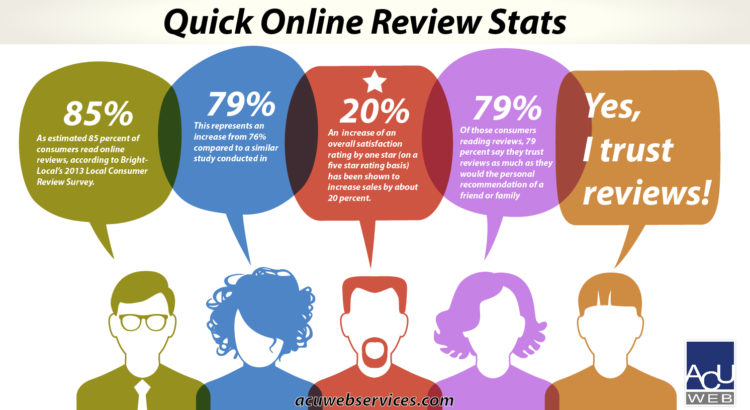 Quick Online Review Stats
85%
As estimated 85 percent of
consumers read online
reviews, according to Bright-
Local's 2013 Local Consumer
Review Survey.
79%
This represents an
increase from 76%
compared to a similar
study conducted in
20%
An increase of an
overall satisfaction
rating by one star (on a
five star rating basis)
has been shown to
increase sales by about
20 percent.
79%
Of those consumers
reading reviews, 79
percent say they trust
reviews as much as they
would the personal
recommendation of a
friend or family
Yes,
I trust
reviews!
acuwebservices.com
ACU
WEB